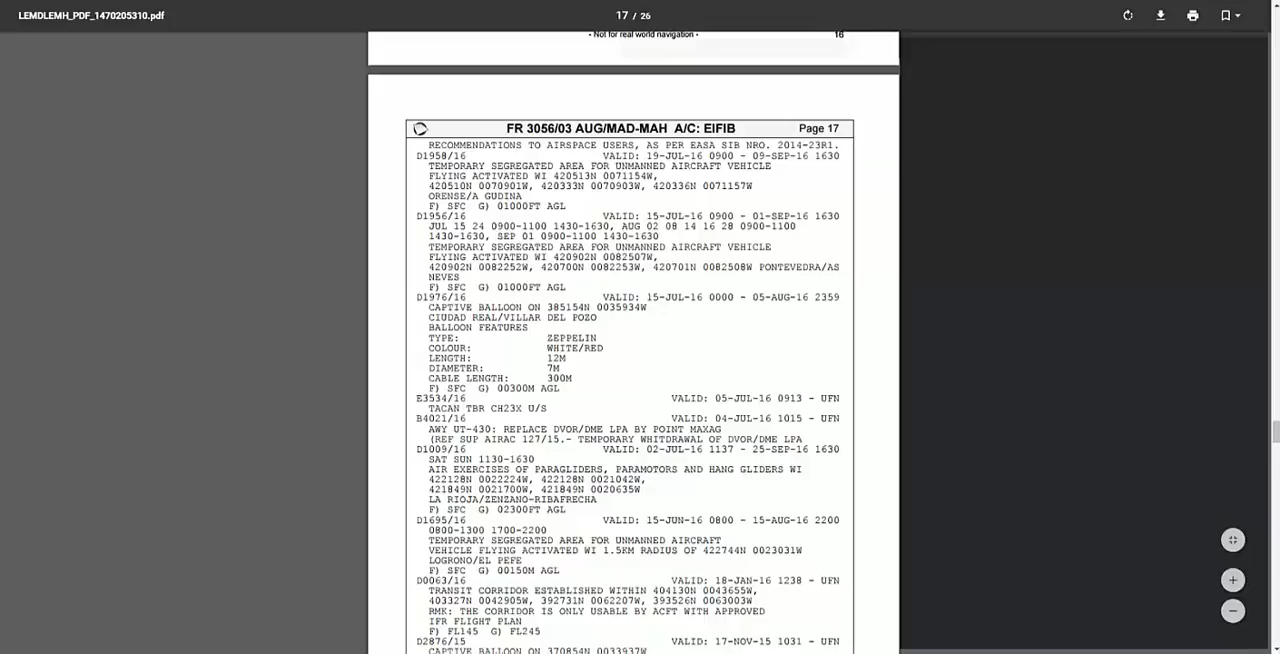 LEMDLEMH_PDF_1470205310.pdf
17 / 26
- Not for real world navigation -
16
FR 3056/03 AUG/MAD-MAH A/C: EIFIB Page 17
RECOMMENDATIONS TO AIRSPACE USERS, AS PER EASA SIB NRO. 2014-23R1.
D1958/16 VALID: 19-JUL-16 0900 - 09-SEP-16 1630
TEMPORARY SEGREGATED AREA FOR UNMANNED AIRCRAFT VEHICLE
FLYING ACTIVATED WI 420513N 0071154W,
420510N 0070901W, 420333N 0070903W, 420336N 0071157W
ORENSE/A GUDINA
F) SFC G) 01000FT AGL
D1956/16 VALID: 15-JUL-16 0900 - 01-SEP-16 1630
JUL 15 24 0900-1100 1430-1630, AUG 02 08 14 16 28 0900-1100
1430-1630, SEP 01 0900-1100 1430-1630
TEMPORARY SEGREGATED AREA FOR UNMANNED AIRCRAFT VEHICLE
FLYING ACTIVATED WI 420902N 0082507W,
420902N 0082252W, 420700N 0082253W, 420701N 0082508W PONTEVEDRA/AS
NEVES
F) SFC G) 01000FT AGL
D1976/16 VALID: 15-JUL-16 0000 - 05-AUG-16 2359
CAPTIVE BALLOON ON 385154N 0035934W
CIUDAD REAL/VILLAR DEL POZO
BALLOON FEATURES
TYPE: ZEPPELIN
COLOUR: WHITE/RED
LENGTH: 12M
DIAMETER: 7M
CABLE LENGTH: 300M
F) SFC G) 00300M AGL
E3534/16 VALID: 05-JUL-16 0913 - UFN
TACAN TBR CH23X U/S
B4021/16 VALID: 04-JUL-16 1015 - UFN
AWY UT-430: REPLACE DVOR/DME LPA BY POINT MAXAG
(REF SUP AIRAC 127/15.- TEMPORARY WHITDRAWAL OF DVOR/DME LPA
D1009/16 VALID: 02-JUL-16 1137 - 25-SEP-16 1630
SAT SUN 1130-1630
AIR EXERCISES OF PARAGLIDERS, PARAMOTORS AND HANG GLIDERS WI
422128N 0022224W, 422128N 0021042W,
421849N 0021700W, 421849N 0020635W
LA RIOJA/ZENZANO-RIBAFRECHA
F) SFC G) 02300FT AGL
D1695/16 VALID: 15-JUN-16 0800 - 15-AUG-16 2200
0800-1300 1700-2200
TEMPORARY SEGREGATED AREA FOR UNMANNED AIRCRAFT
VEHICLE FLYING ACTIVATED WI 1.5KM RADIUS OF 422744N 0023031W
LOGRONO/EL PEFE
F) SFC G) 00150M AGL
D0063/16 VALID: 18-JAN-16 1238 - UFN
TRANSIT CORRIDOR ESTABLISHED WITHIN 404130N 0043655W,
403327N 0042905W, 392731N 0062207W, 393526N 0063003W
RMK: THE CORRIDOR IS ONLY USABLE BY ACFT WITH APPROVED
IFR FLIGHT PLAN
F) FL145 G) FL245
D2876/15 VALID: 17-NOV-15 1031 - UFN
CAPTIVE BALLOON ON 370854N 0033937W